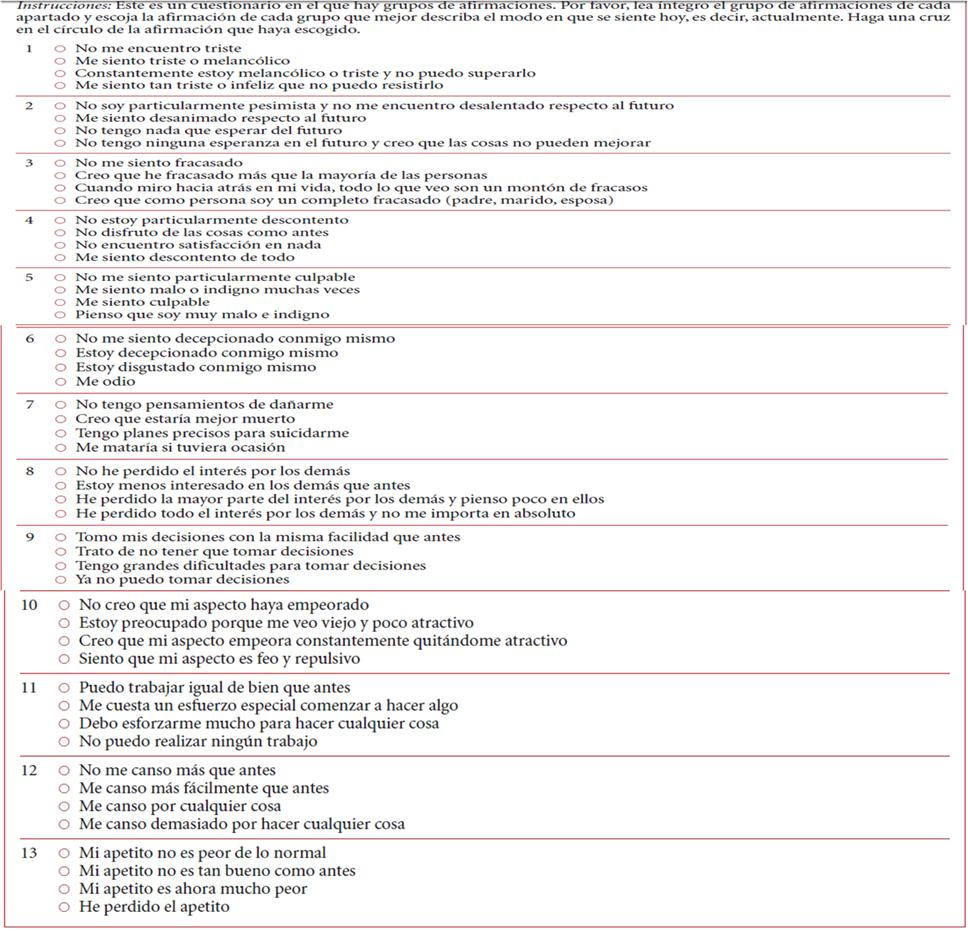 Instrucciones: Este es un cuestionario en el que hay grupos de afirmaciones. Por favor, lea íntegro el grupo de afirmaciones de cada
apartado y escoja la afirmación de cada grupo que mejor describa el modo en que se siente hoy, es decir, actualmente. Haga una cruz
en el círculo de la afirmación que haya escogido.
1 No me encuentro triste
Me siento triste o melancólico
Constantemente estoy melancólico o triste y no puedo superarlo
Me siento tan triste o infeliz que no puedo resistirlo
2 No soy particularmente pesimista y no me encuentro desalentado respecto al futuro
Me siento desanimado respecto al futuro
No tengo nada que esperar del futuro
No tengo ninguna esperanza en el futuro y creo que las cosas no pueden mejorar
3 No me siento fracasado
Creo que he fracasado más que la mayoría de las personas
Cuando miro hacia atrás en mi vida, todo lo que veo son un montón de fracasos
Creo que como persona soy un completo fracasado (padre, marido, esposa)
4 No estoy particularmente descontento
No disfruto de las cosas como antes
No encuentro satisfacción en nada
Me siento descontento de todo
5 No me siento particularmente culpable
Me siento malo o indigno muchas veces
Me siento culpable
Pienso que soy muy malo e indigno
6 No me siento decepcionado conmigo mismo
Estoy decepcionado conmigo mismo
Estoy disgustado conmigo mismo
Me odio
7 No tengo pensamientos de dañarme
Creo que estaría mejor muerto
Tengo planes precisos para suicidarme
Me mataría si tuviera ocasión
8 No he perdido el interés por los demás
Estoy menos interesado en los demás que antes
He perdido la mayor parte del interés por los demás y pienso poco en ellos
He perdido todo el interés por los demás y no me importa en absoluto
9 Tomo mis decisiones con la misma facilidad que antes
Trato de no tener que tomar decisiones
Tengo grandes dificultades para tomar decisiones
Ya no puedo tomar decisiones
10 No creo que mi aspecto haya empeorado
Estoy preocupado porque me veo viejo y poco atractivo
Creo que mi aspecto empeora constantemente quitándome atractivo
Siento que mi aspecto es feo y repulsivo
11 Puedo trabajar igual de bien que antes
Me cuesta un esfuerzo especial comenzar a hacer algo
Debo esforzarme mucho para hacer cualquier cosa
No puedo realizar ningún trabajo
12 No me canso más que antes
Me canso más fácilmente que antes
Me canso por cualquier cosa
Me canso demasiado por hacer cualquier cosa
13 Mi apetito no es peor de lo normal
Mi apetito no es tan bueno como antes
Mi apetito es ahora mucho peor
He perdido el apetito